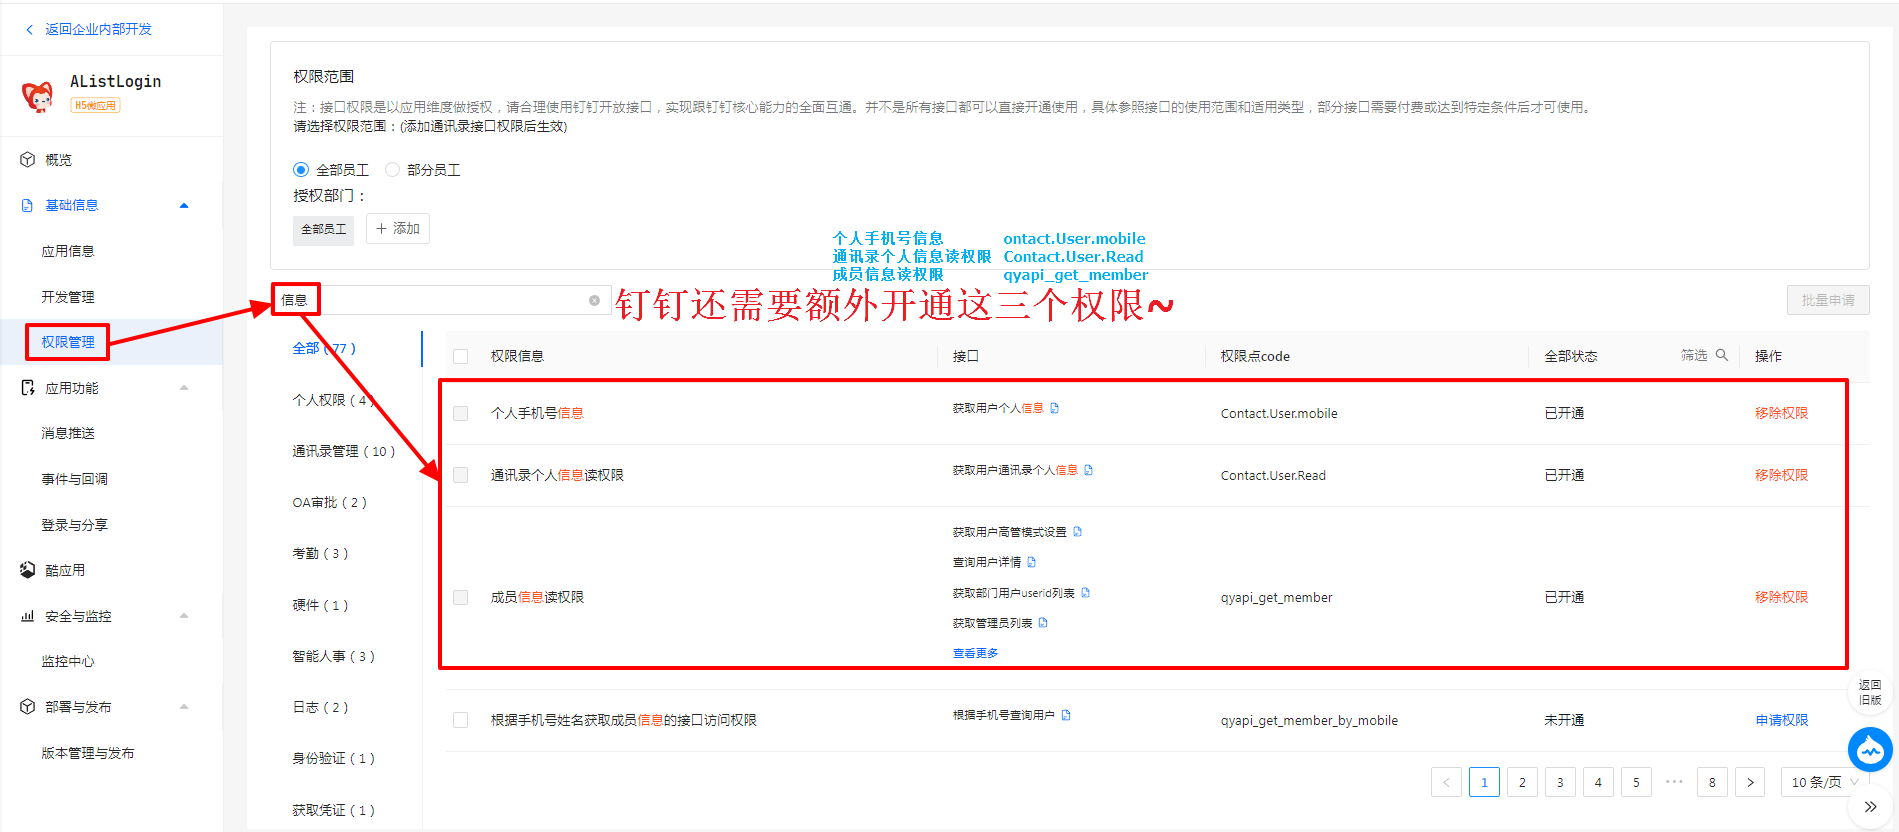 返回企业内部开发
AListLogin
H5微应用
概览
基础信息
应用信息
开发管理
权限管理
应用功能
消息推送
事件与回调
登录与分享
酷应用
安全与监控
监控中心
部署与发布
版本管理与发布
权限范围
注：接口权限是以应用维度做授权，请合理使用钉钉开放接口，实现跟钉钉核心能力的全面互通。并不是所有接口都可以直接开通使用，具体参照接口的使用范围和适用类型，部分接口需要付费或达到特定条件后才可使用。
请选择权限范围：(添加通讯录接口权限后生效)
全部员工 部分员工
授权部门：
全部员工 + 添加
个人手机号信息 ontact.User.mobile
通讯录个人信息读权限 Contact.User.Read
成员信息读权限 qyapi_get_member
信息
钉钉还需要额外开通这三个权限~
批量申请
全部（77）
个人权限（4）
通讯录管理（10）
OA审批（2）
考勤（3）
硬件（1）
智能人事（3）
日志（2）
身份验证（1）
获取凭证（1）
权限信息 接口 权限点code 全部状态 筛选 操作
个人手机号信息 获取用户个人信息 Contact.User.mobile 已开通 移除权限
通讯录个人信息读权限 获取用户通讯录个人信息 Contact.User.Read 已开通 移除权限
获取用户高管模式设置
查询用户详情
成员信息读权限 获取部门用户userid列表 qyapi_get_member 已开通 移除权限
获取管理员列表
查看更多
根据手机号姓名获取成员信息的接口访问权限 根据手机号查询用户 qyapi_get_member_by_mobile 未开通 申请权限
< 1 2 3 4 5 ••• 8 > 10 条/页
返回
旧版